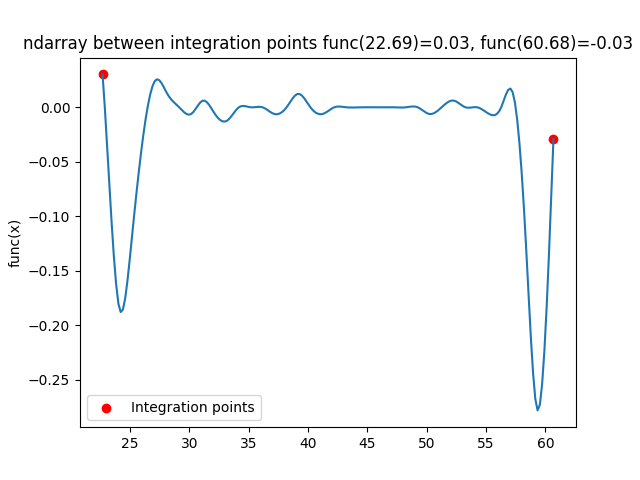 ndarray between integration points func(22.69)=0.03, func(60.68)=-0.03
func(x)
0.00
−0.05
−0.10
−0.15
−0.20
−0.25
Integration points
25 30 35 40 45 50 55 60